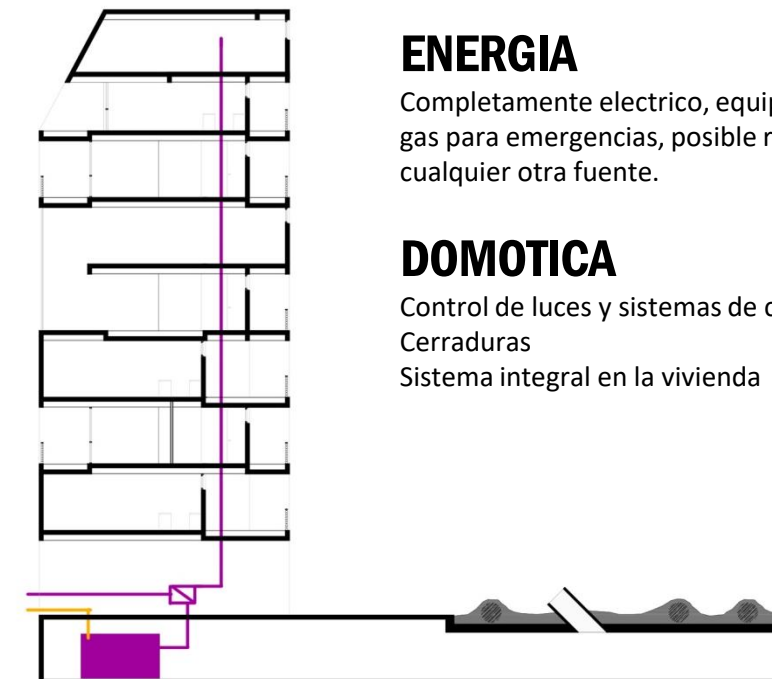 ENERGIA
Completamente electrico,
gas para emergencias, posible
cualquier otra fuente.
DOMOTICA
Control de luces y sistemas de
Cerraduras
Sistema integral en la vivienda